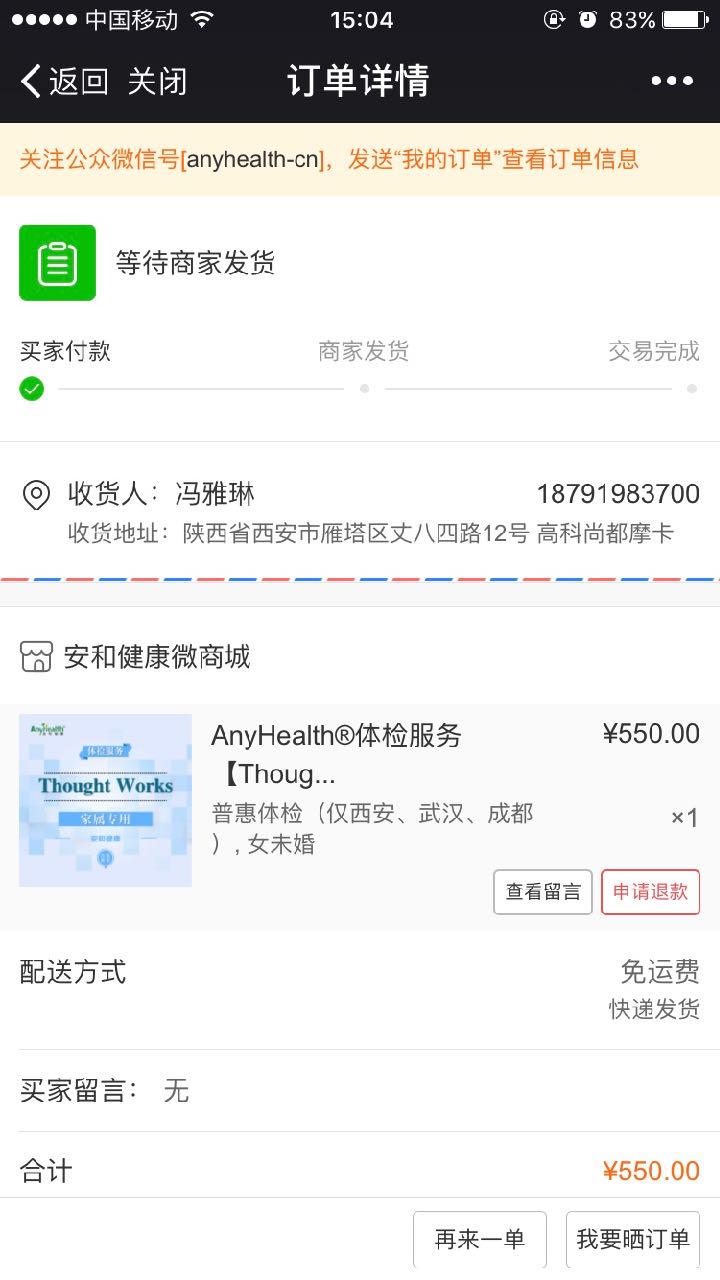 中国移动 15:04 83%
返回 关闭 订单详情
关注公众微信号[anyhealth-cn]，发送“我的订单”查看订单信息
等待商家发货
买家付款 商家发货 交易完成
收货人：冯雅琳 18791983700
收货地址：陕西省西安市雁塔区丈八四路12号 高科尚都摩卡
安和健康微商城
AnyHealth
体检服务
Thought Works
家属专用
安和健康
AnyHealth®体检服务 ¥550.00
【Thoug...
普惠体检（仅西安、武汉、成都 ×1
）, 女未婚
查看留言 申请退款
配送方式 免运费
快递发货
买家留言： 无
合计 ¥550.00
再来一单 我要晒订单